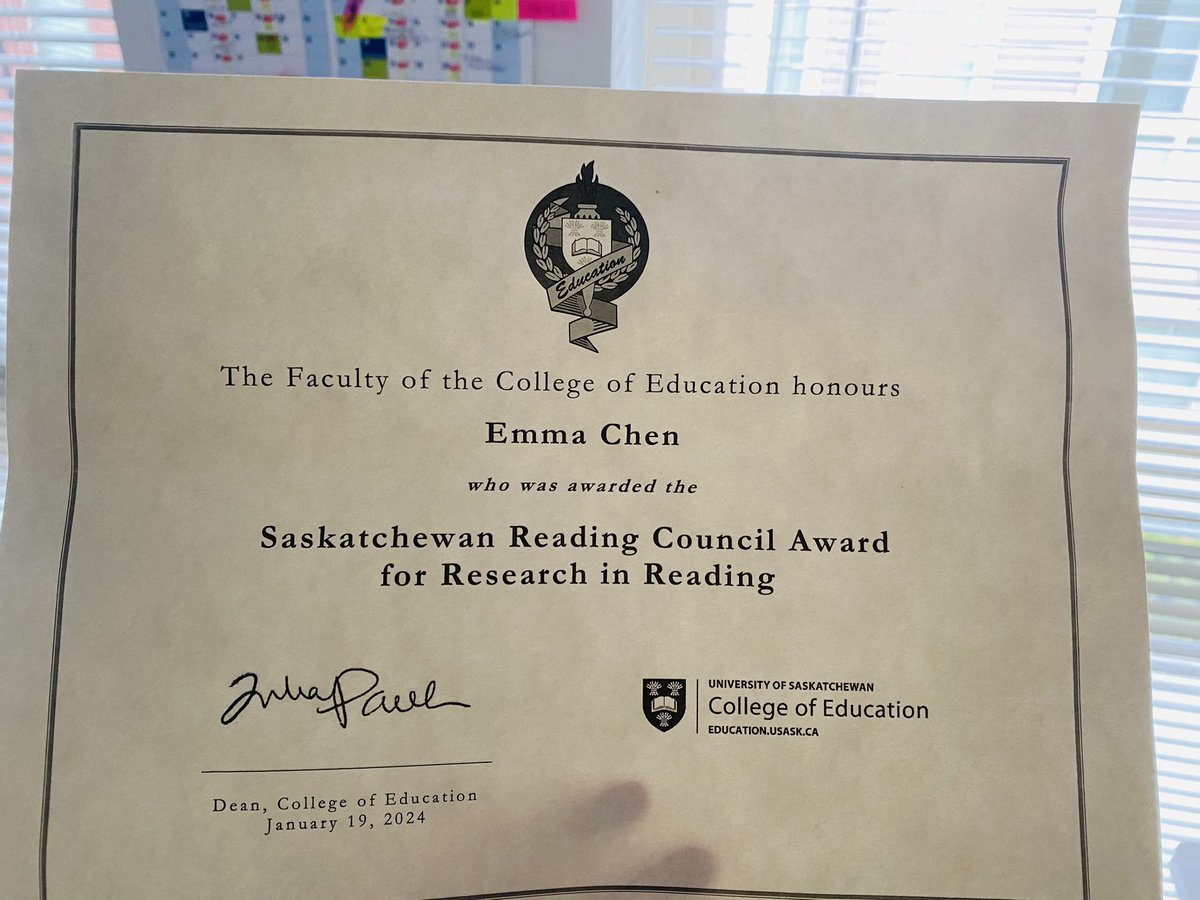 Education
The Faculty of the College of Education honours
Emma Chen
who was awarded the
Saskatchewan Reading Council Award
for Research in Reading
UNIVERSITY OF SASKATCHEWAN
College of Education
EDUCATION.USASK.CA
Dean, College of Education
January 19, 2024